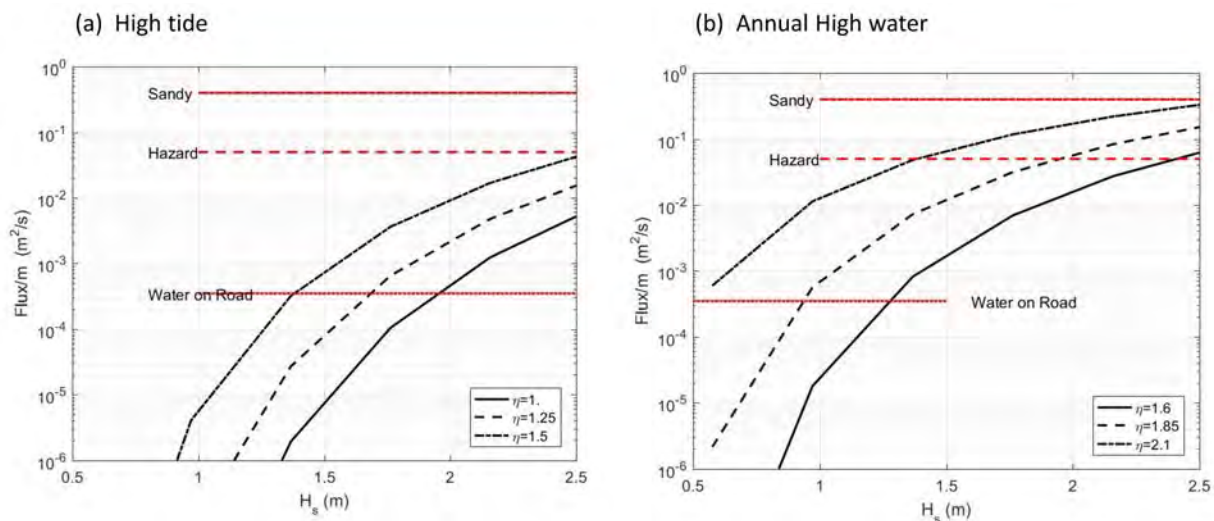 (a) High tide
10^0
10^-1
10^-2
10^-3
10^-4
10^-5
10^-6
Flux/m (m^2/s)
Sandy
Hazard
Water on Road
η=1.
η=1.25
η=1.5
0.5 1 1.5 2 2.5
H_s (m)
(b) Annual High water
10^0
10^-1
10^-2
10^-3
10^-4
10^-5
10^-6
Flux/m (m^2/s)
Sandy
Hazard
Water on Road
η=1.6
η=1.85
η=2.1
0.5 1 1.5 2 2.5
H_s (m)